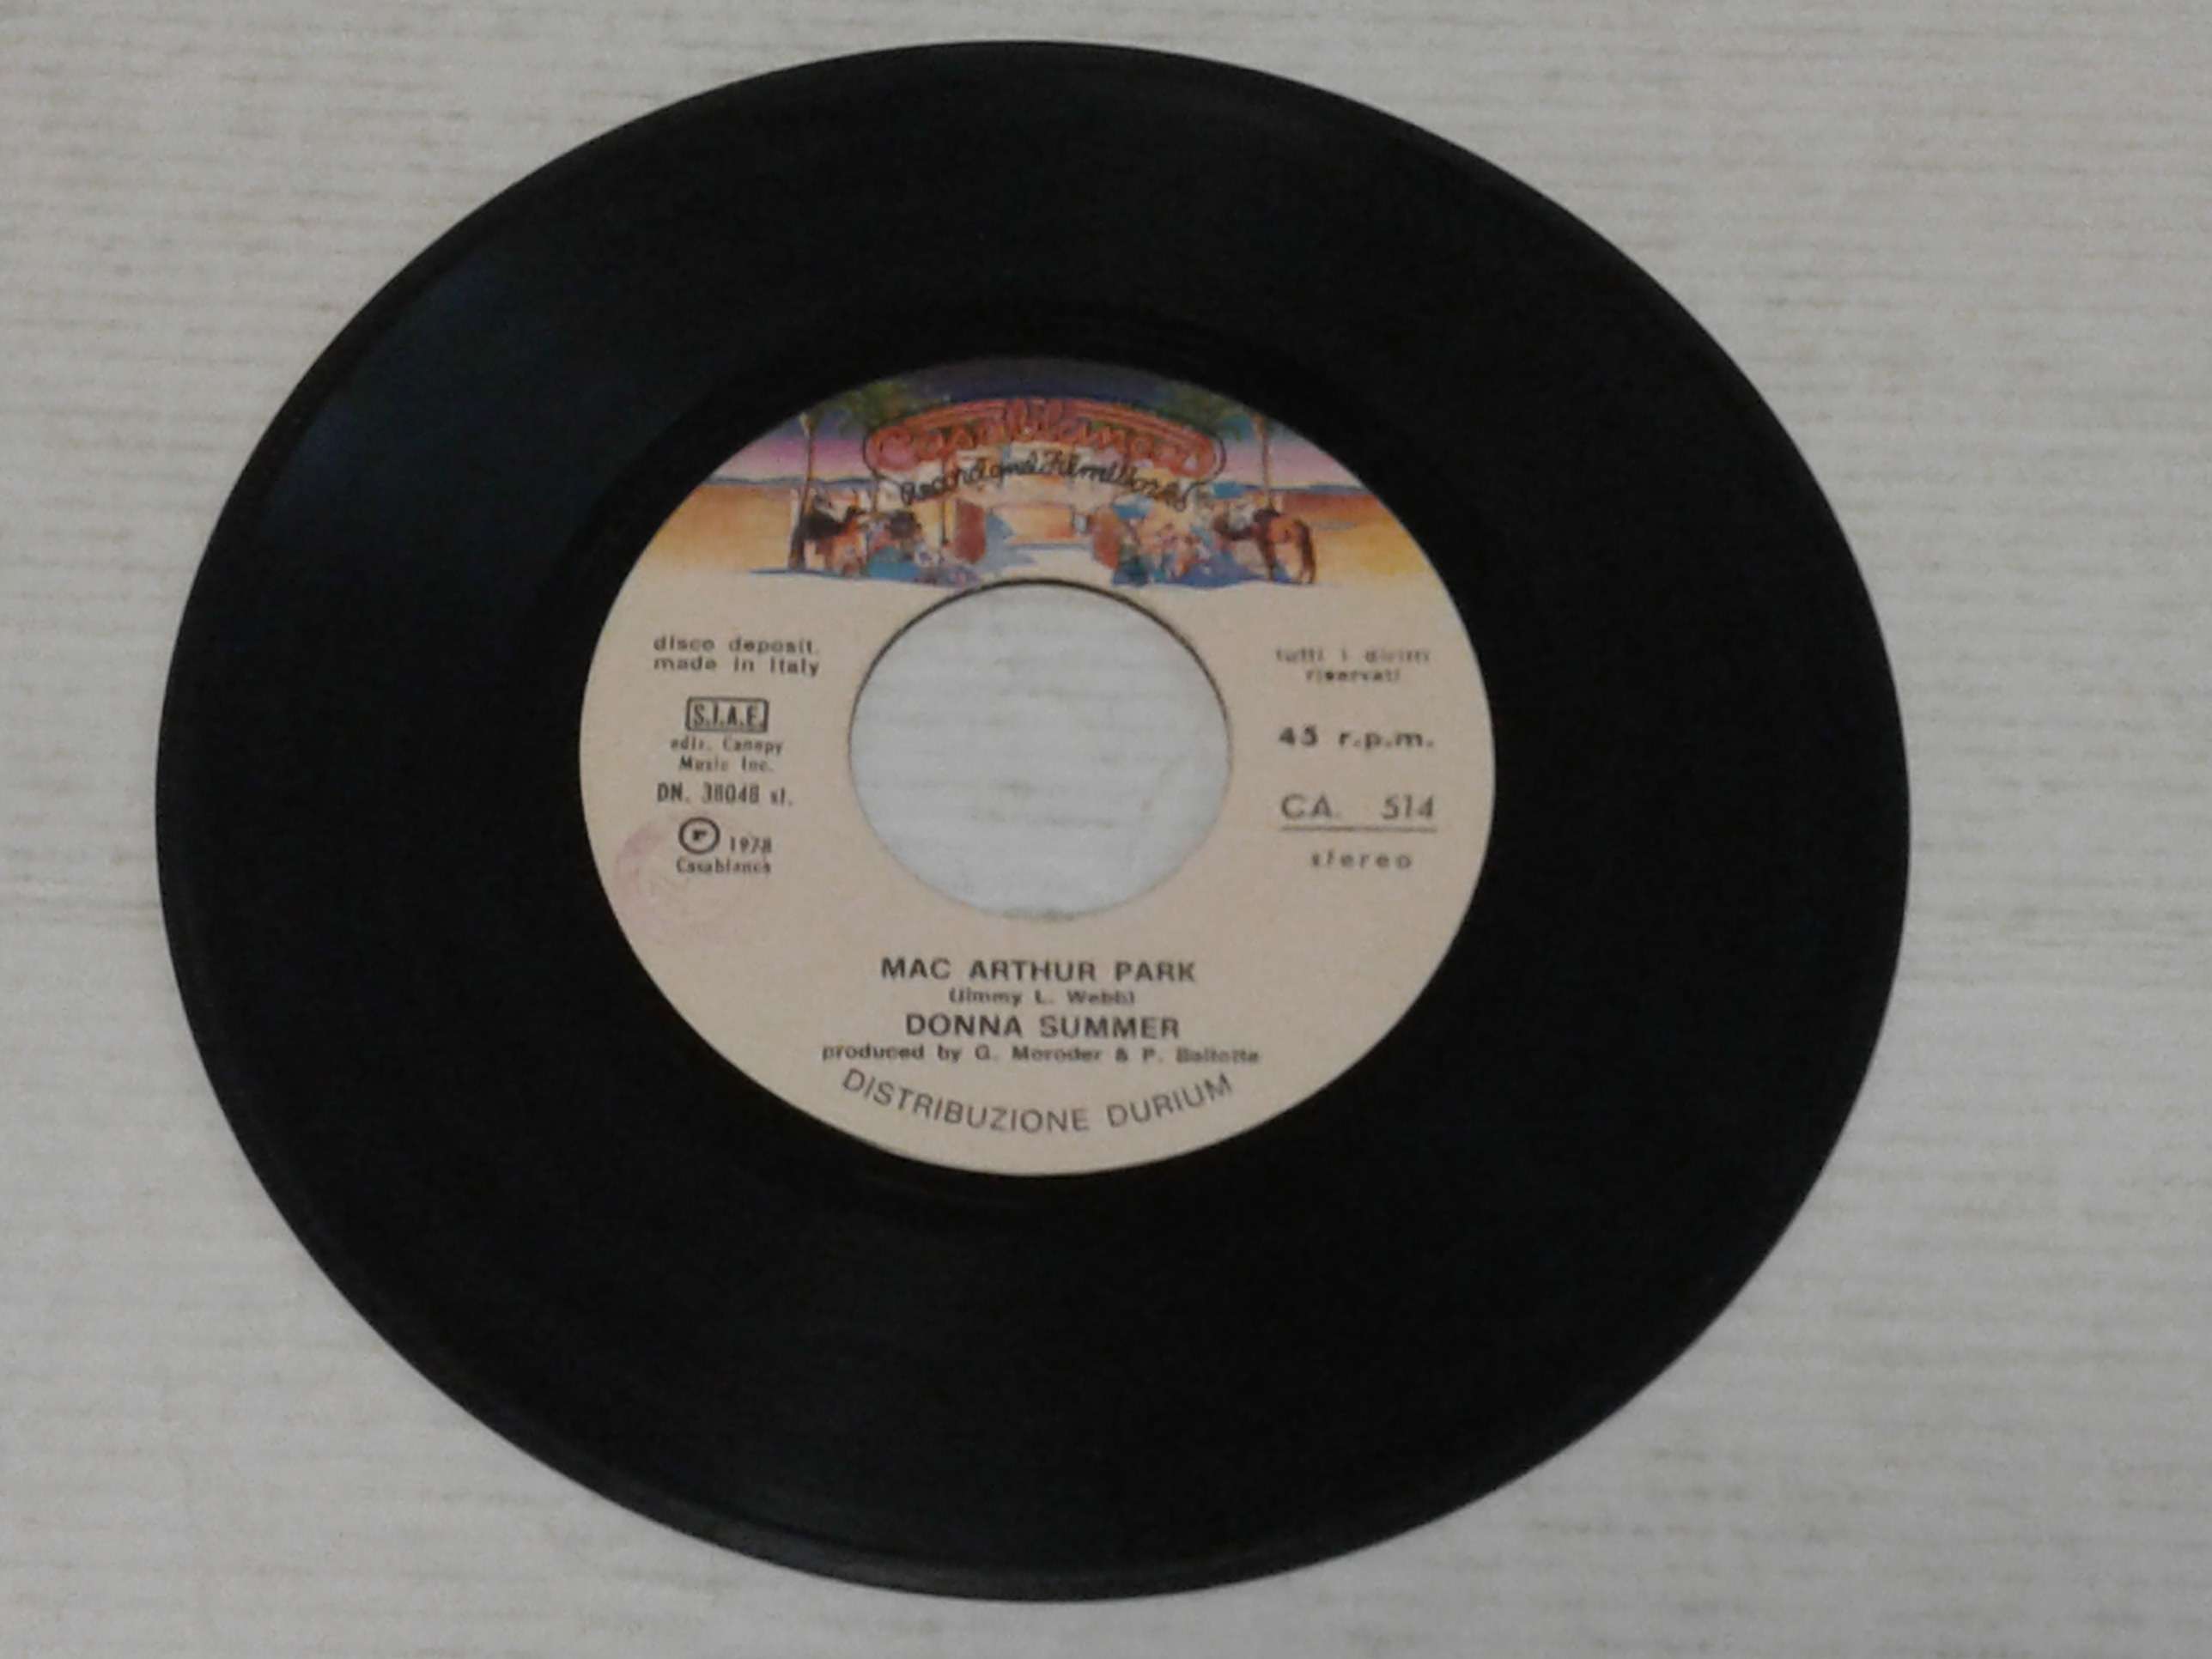 Casablanca
Record and FilmWorks
disco deposit.
made in Italy
S.I.A.E.
edir. Canopy
Music Inc.
DN. 38048 st.
P 1978
Casablanca
tutti i diritti
riservati
45 r.p.m.
CA. 514
stereo
MAC ARTHUR PARK
(Jimmy L. Webb)
DONNA SUMMER
produced by G. Moroder & P. Bellotte
DISTRIBUZIONE DURIUM